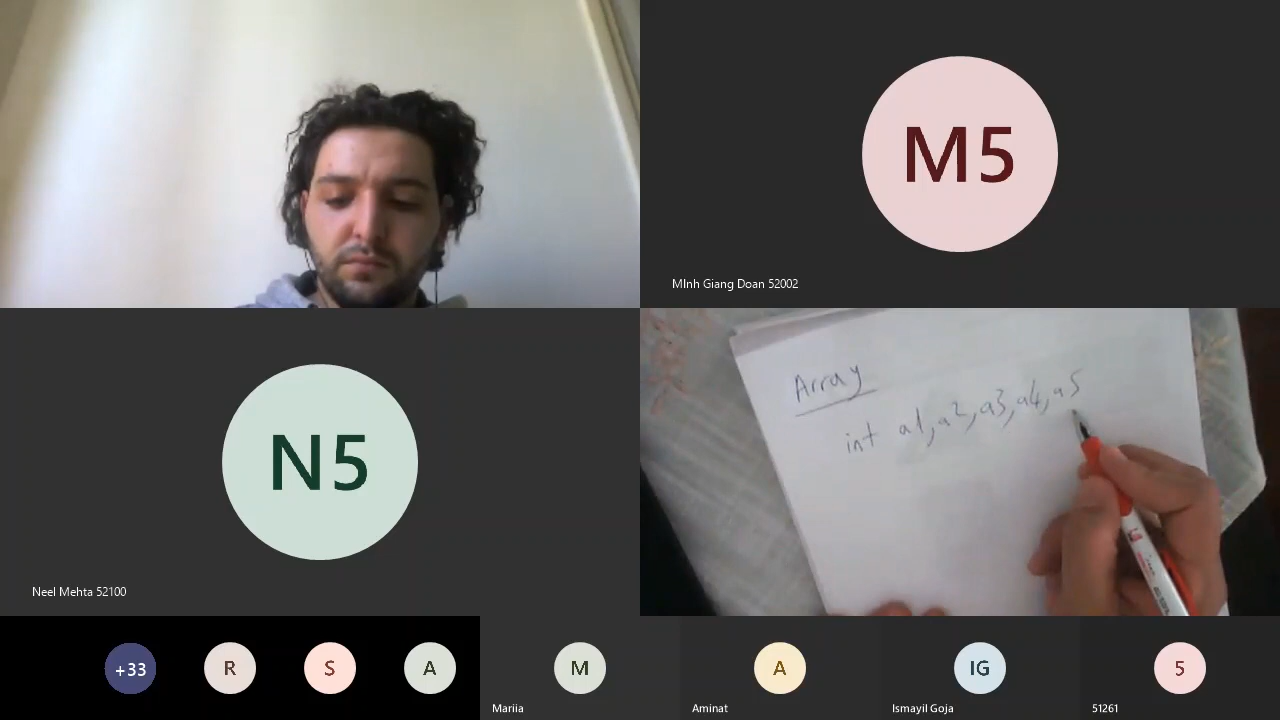 M5
MInh Giang Doan 52002
N5
Neel Mehta 52100
Array
int a1,a2,a3,a4,a5
+33
R
S
A
M
Mariia
A
Aminat
IG
Ismayil Goja
5
51261